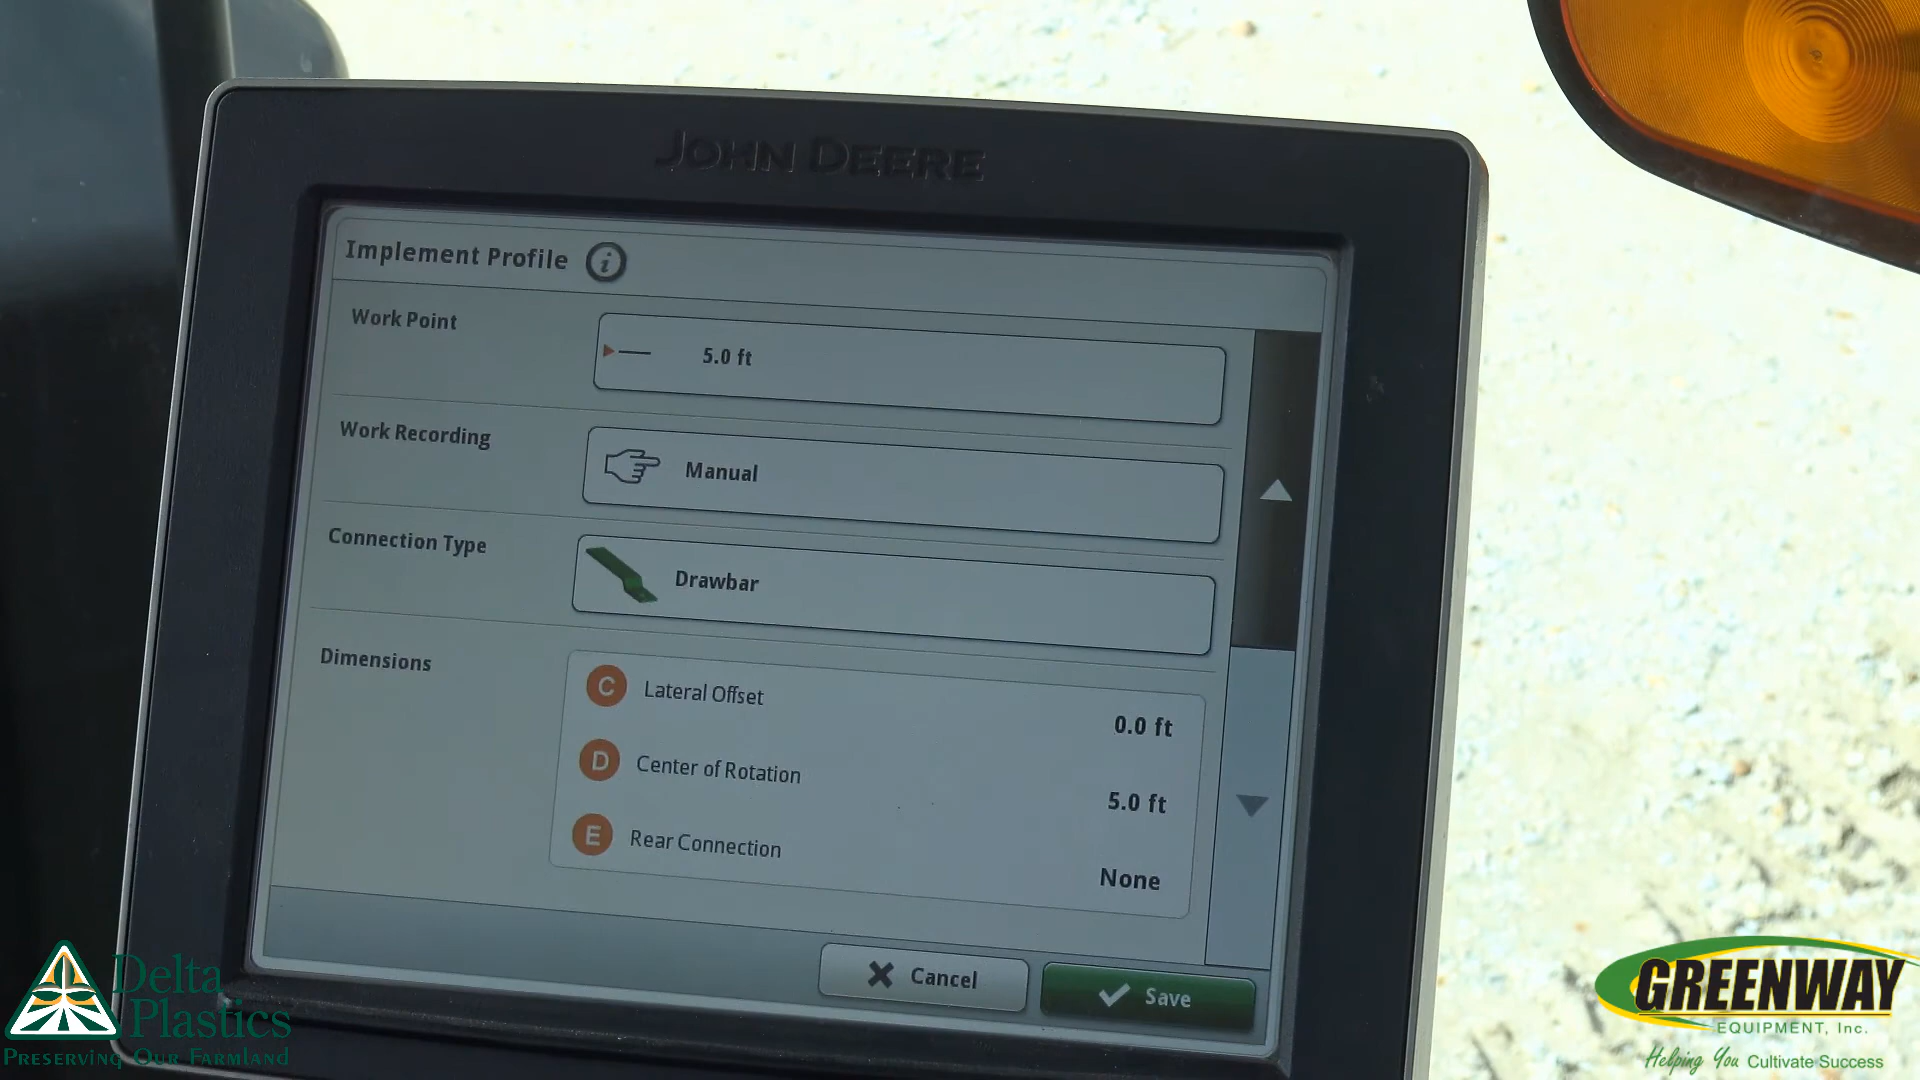 JOHN DEERE
Implement Profile i
Work Point
5.0 ft
Work Recording
Manual
Connection Type
Drawbar
Dimensions
C Lateral Offset 0.0 ft
D Center of Rotation 5.0 ft
E Rear Connection None
Cancel
Save
Delta
Plastics
PRESERVING OUR FARMLAND
GREENWAY
EQUIPMENT, Inc.
Helping You Cultivate Success